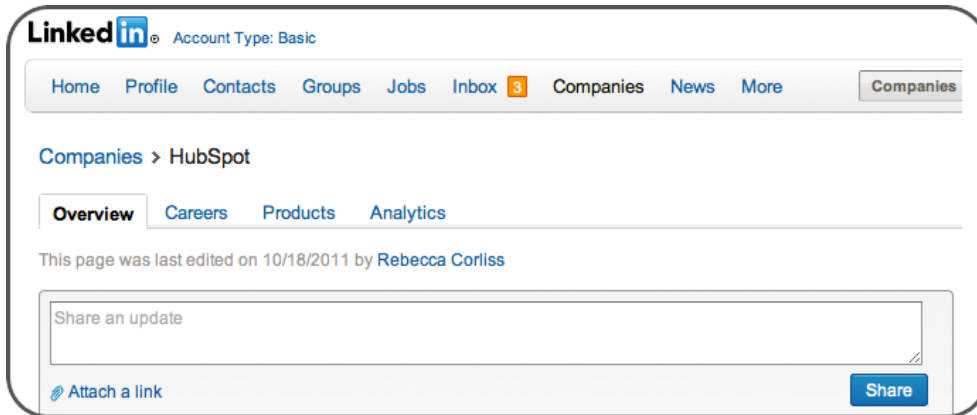 Linked in® Account Type: Basic
Home Profile Contacts Groups Jobs Inbox 3 Companies News More Companies
Companies > HubSpot
Overview Careers Products Analytics
This page was last edited on 10/18/2011 by Rebecca Corliss
Share an update
Attach a link Share